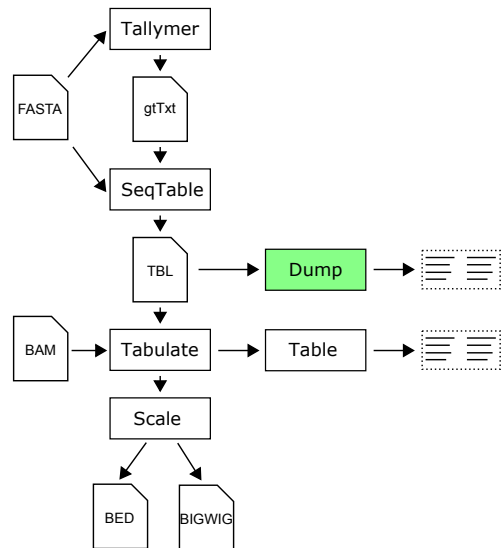 Tallymer
FASTA
gtTxt
SeqTable
TBL
Dump
BAM
Tabulate
Table
Scale
BED
BIGWIG